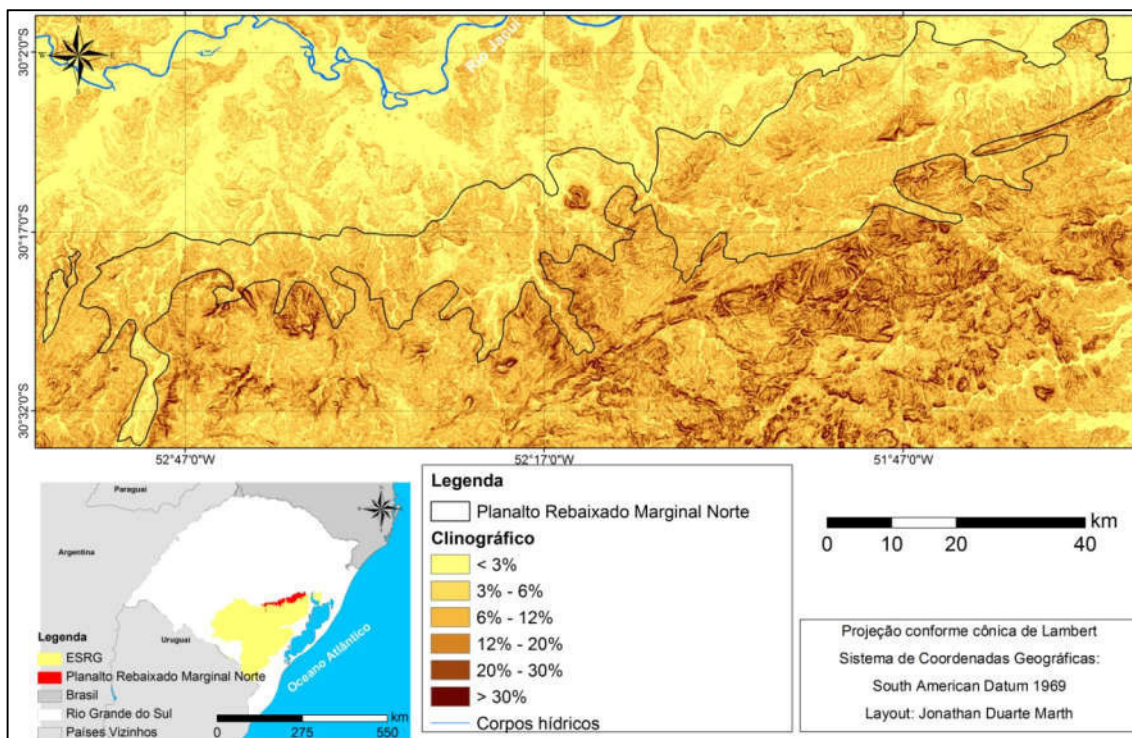 Rio Jacuí
30°2'0"S
30°17'0"S
30°32'0"S
52°47'0"W
52°17'0"W
51°47'0"W
Paraguai
Argentina
Uruguai
Oceano Atlântico
Legenda
ESRG
Planalto Rebaixado Marginal Norte
Brasil
Rio Grande do Sul
Países Vizinhos
km
0 275 550
Legenda
Planalto Rebaixado Marginal Norte
Clinográfico
< 3%
3% - 6%
6% - 12%
12% - 20%
20% - 30%
> 30%
Corpos hídricos
km
0 10 20 40
Projeção conforme cônica de Lambert
Sistema de Coordenadas Geográficas:
South American Datum 1969
Layout: Jonathan Duarte Marth